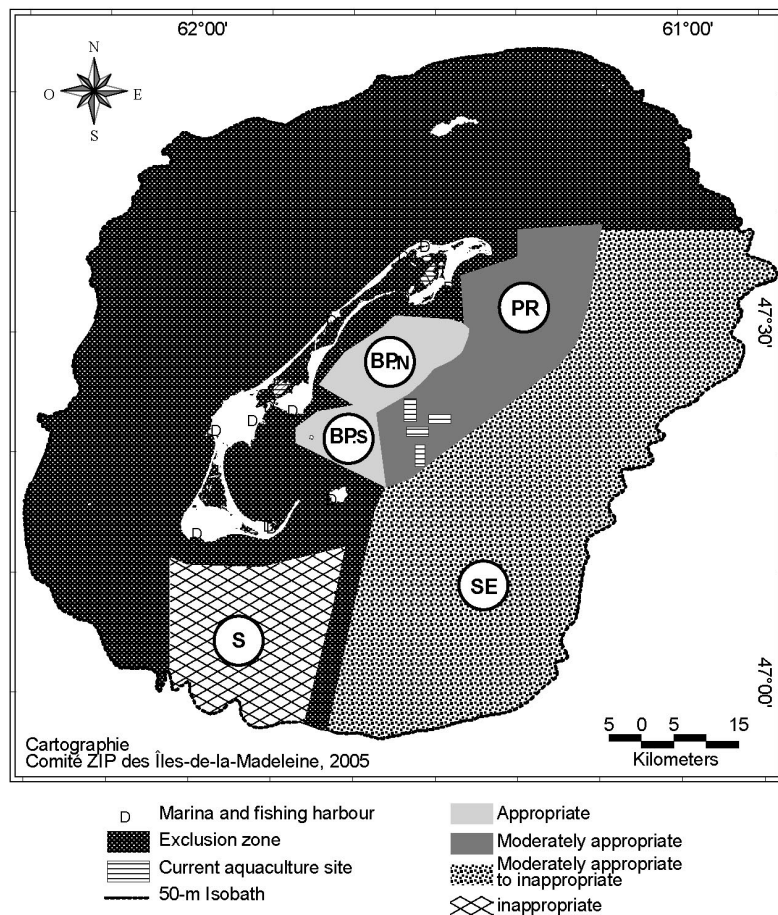 62°00'
61°00'
N
O
E
S
D
PR
47°30'
BP.N
D
D
D
BP.S
D
D
D
SE
S
47°00'
Cartographie
Comité ZIP des Îles-de-la-Madeleine, 2005
5 0 5 15
Kilometers
D Marina and fishing harbour
Exclusion zone
Current aquaculture site
50-m Isobath
Appropriate
Moderately appropriate
Moderately appropriate
to inappropriate
inappropriate